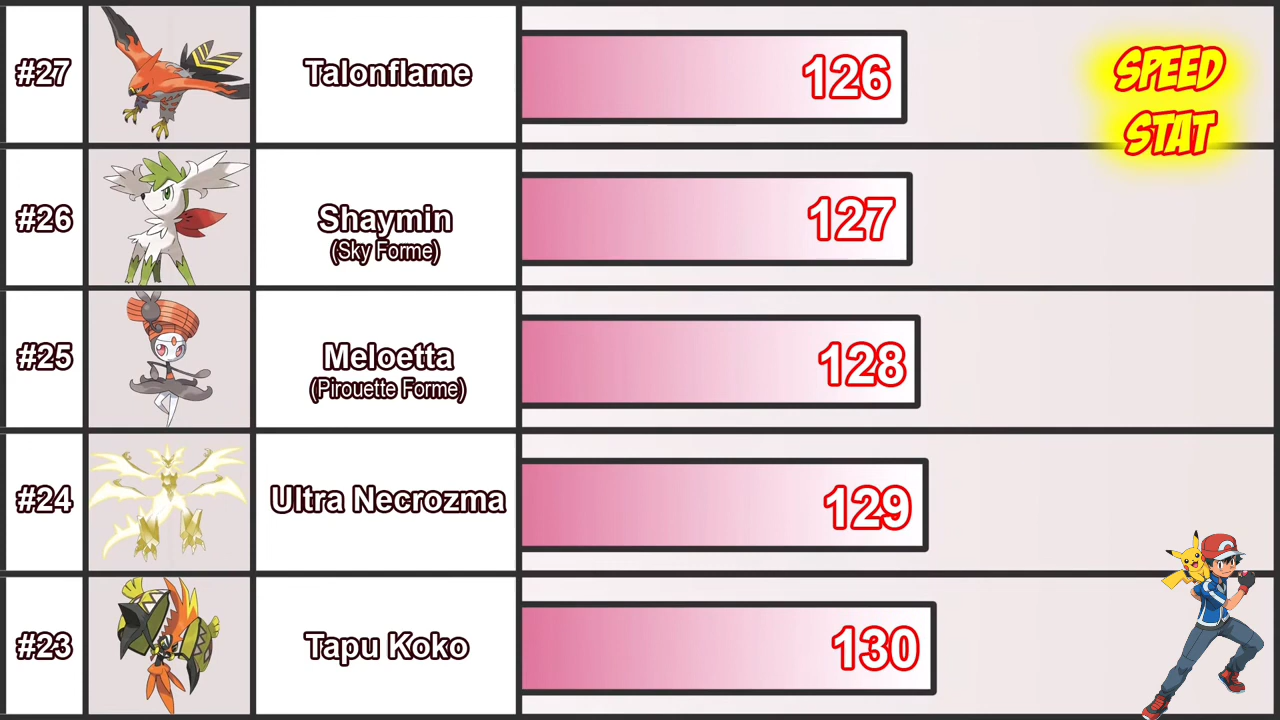 #27
Talonflame
126
SPEED
STAT
#26
Shaymin
(Sky Forme)
127
#25
Meloetta
(Pirouette Forme)
128
#24
Ultra Necrozma
129
#23
Tapu Koko
130